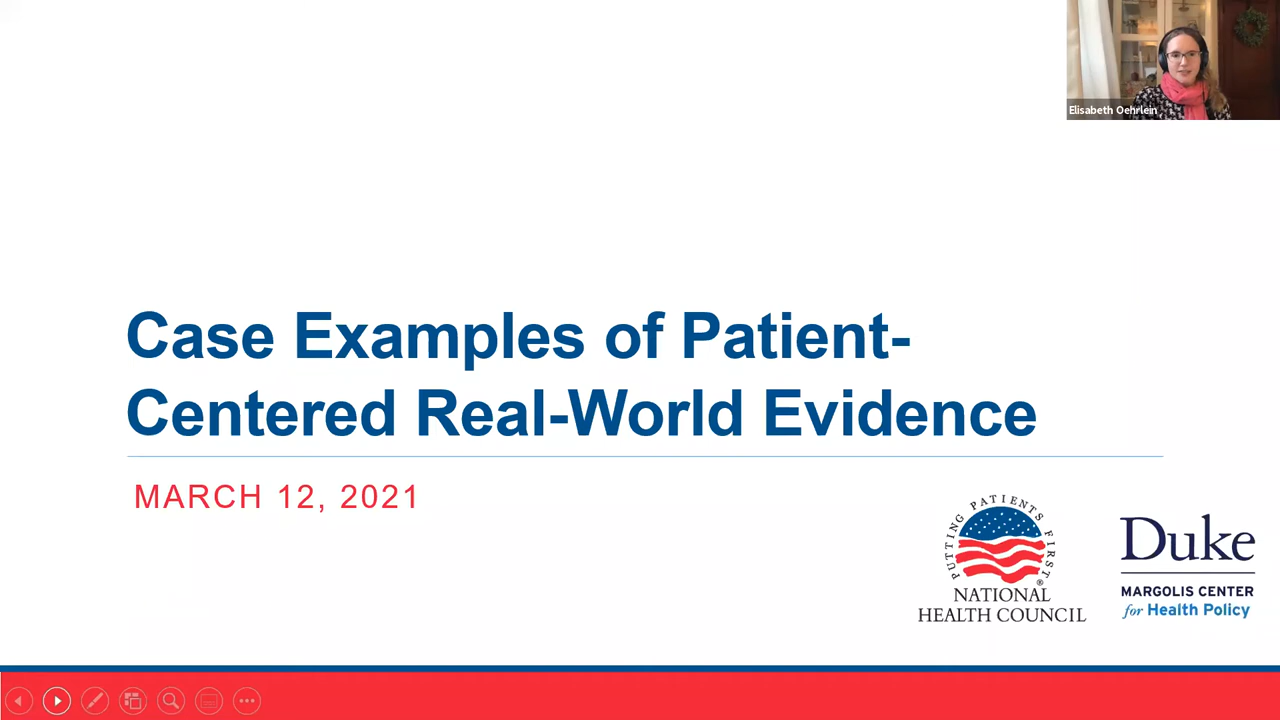 Elisabeth Oehrlein
Case Examples of Patient-
Centered Real-World Evidence
MARCH 12, 2021
PUTTING PATIENTS FIRST
®
NATIONAL
HEALTH COUNCIL
Duke
MARGOLIS CENTER
for Health Policy